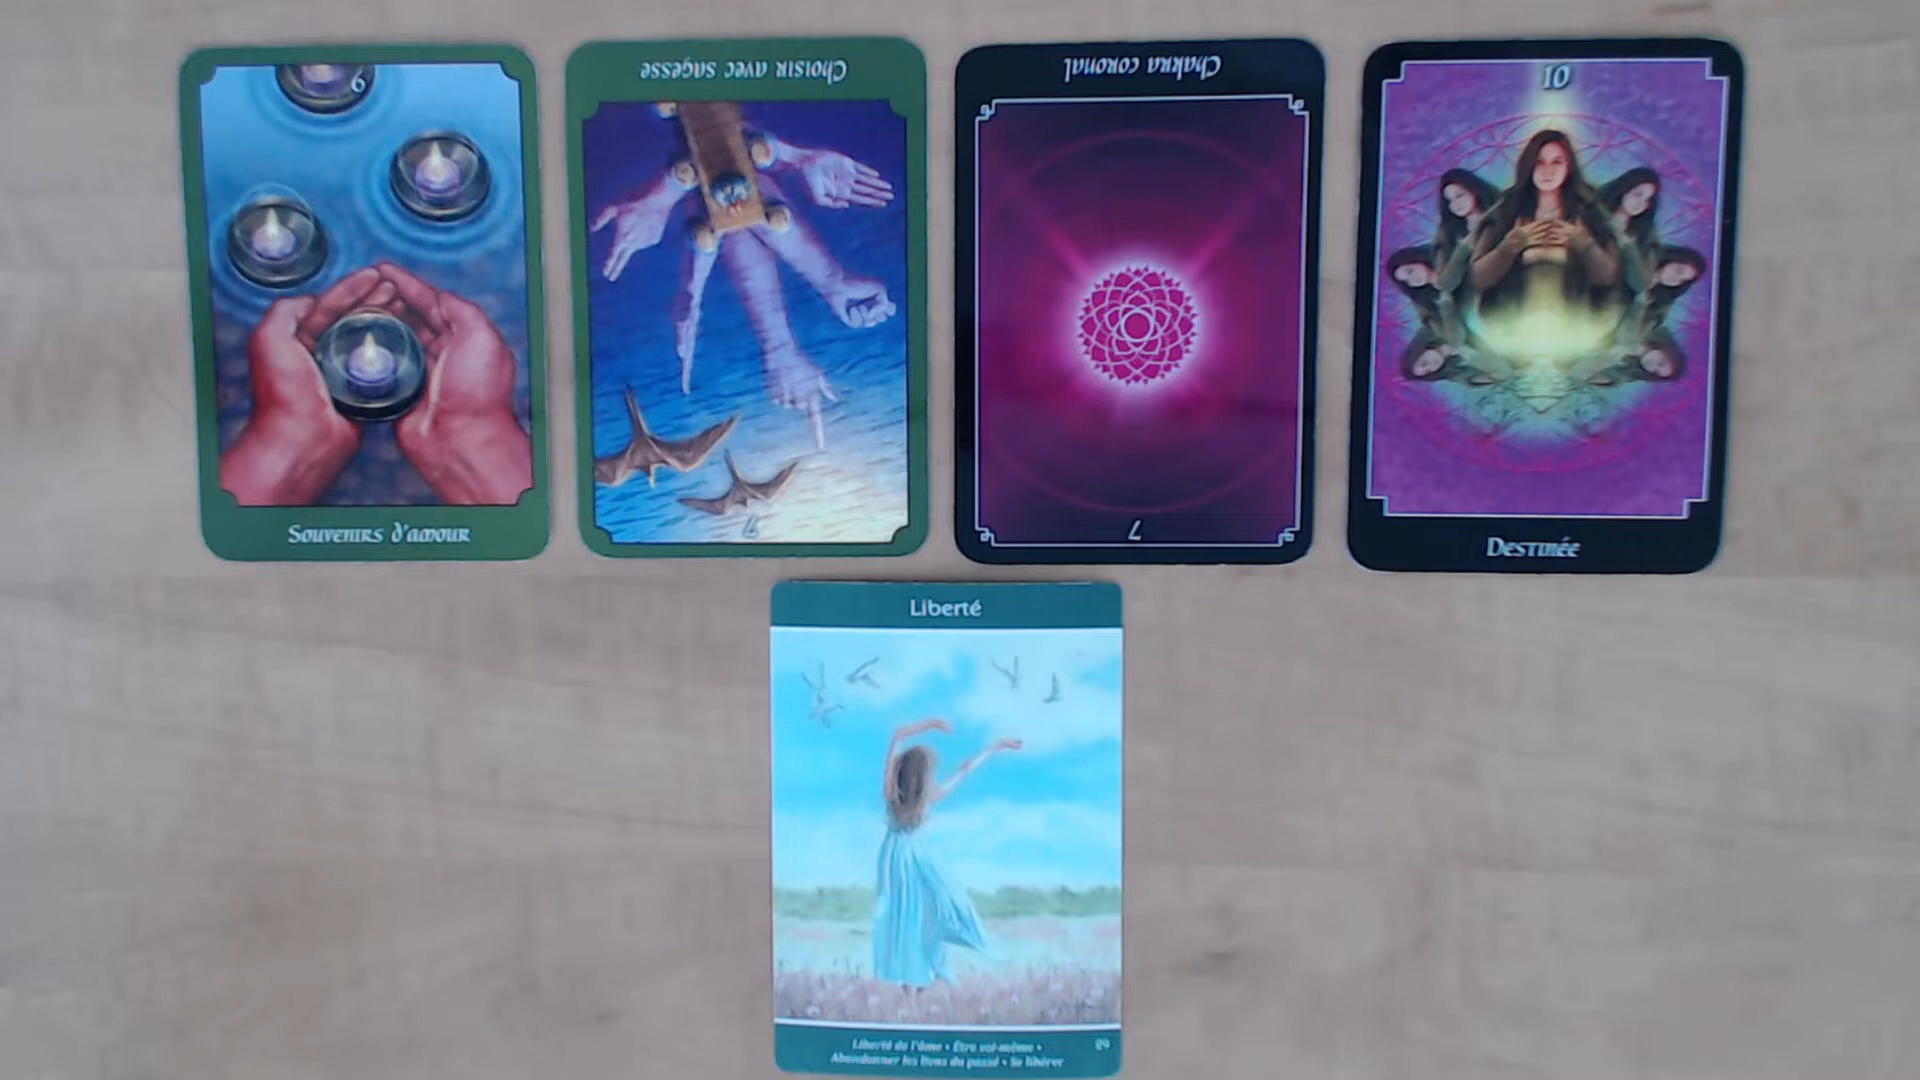 6
Souvenirs d'amour
Choisir avec sagesse
7
Chakra coronal
7
10
Destinée
Liberté
Liberté de l'âme • Être soi-même •
Abandonner les liens du passé • Se libérer
29